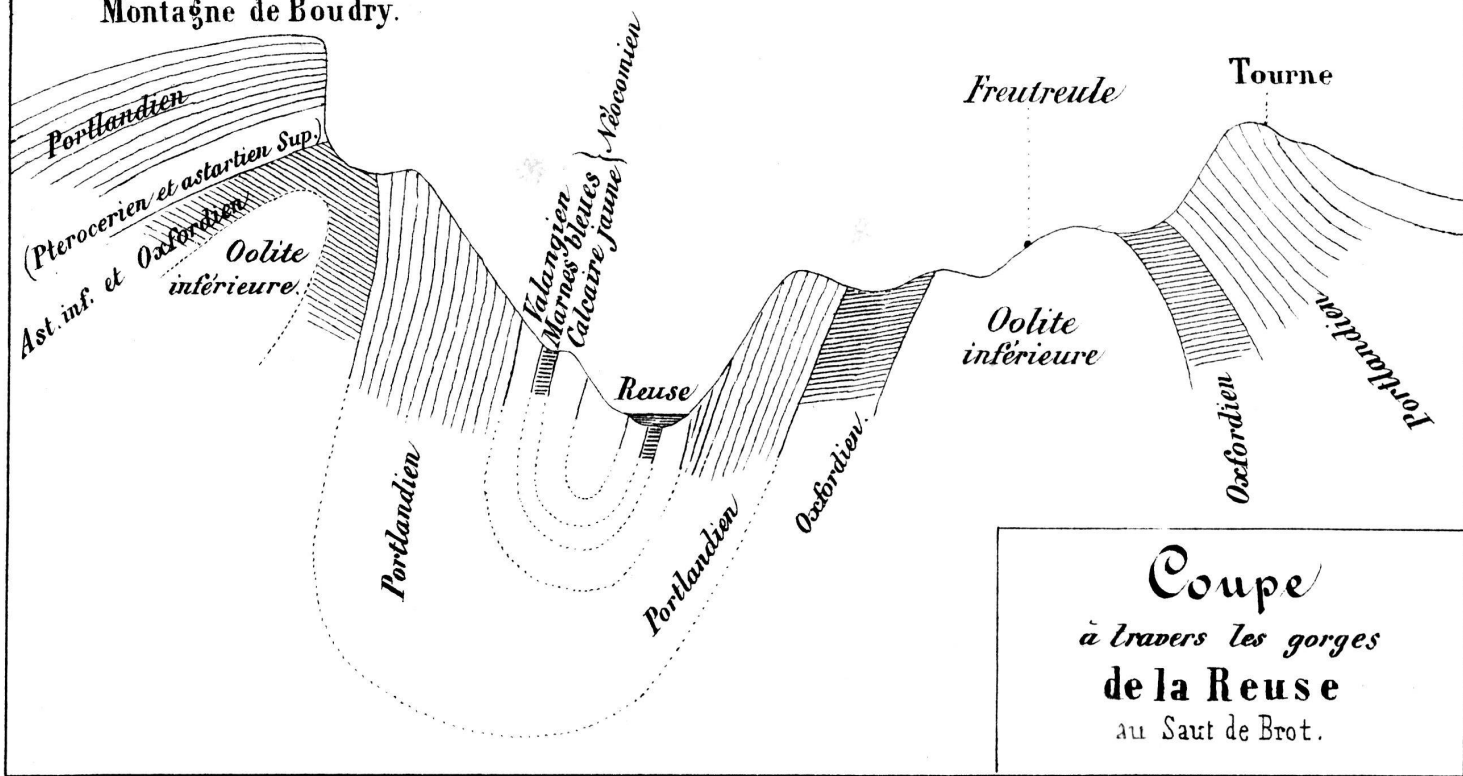 Montagne de Boudry.
Portlandien
(Pterocerien et astartien Sup.)
Ast. inf. et Oxfordien
Oolite
inférieure.
Valangien
Marnes bleues
Calcaire jaune
} Néocomien
Reuse
Freutreule
Tourne
Oolite
inférieure
Portlandien
Portlandien
Oxfordien.
Oxfordien
Portlandien
Coupe
à travers les gorges
de la Reuse
au Saut de Brot.